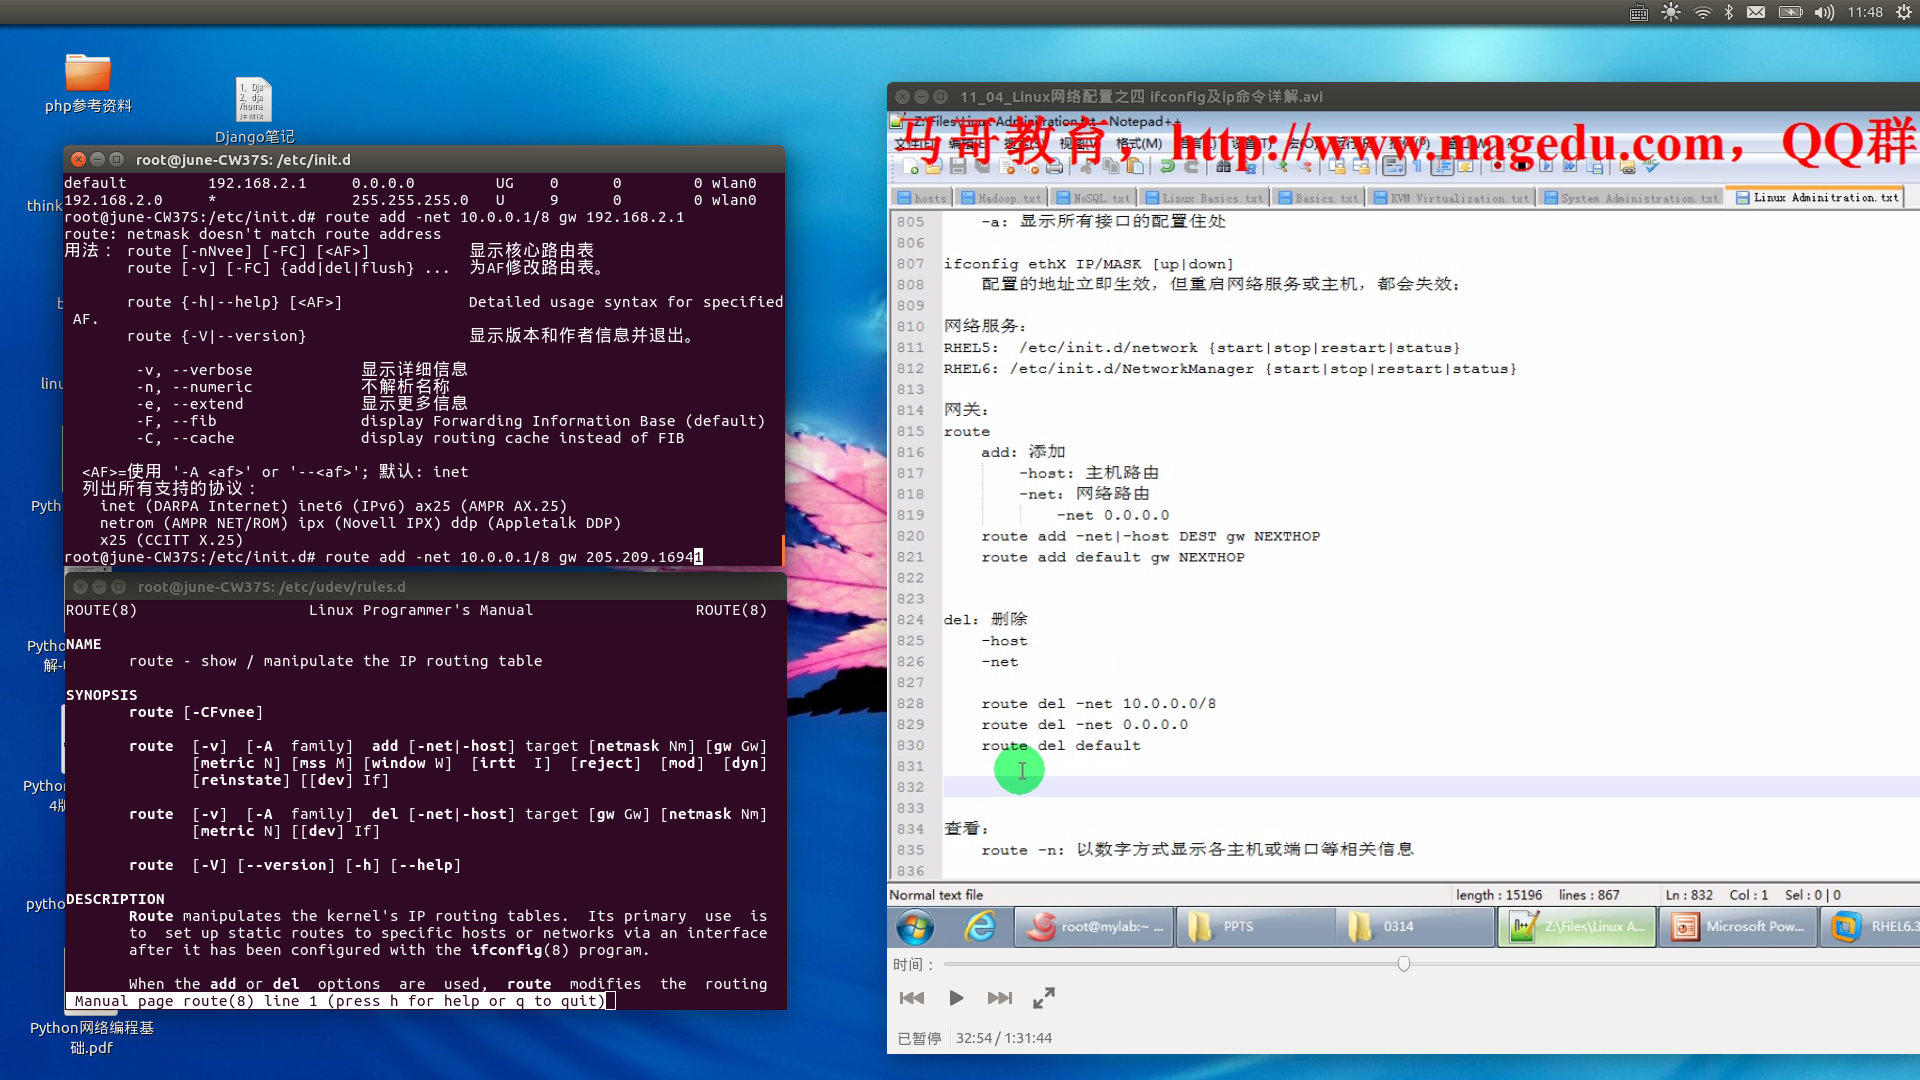 11:48
php参考资料
1、Dja
2、dja
/home
Django笔记
think
linu
Pyth
Pytho
解-
Pytho
4版
pytho
Python网络编程基
础.pdf
root@june-CW37S: /etc/init.d
default         192.168.2.1     0.0.0.0         UG    0      0        0 wlan0
192.168.2.0     *               255.255.255.0   U     9      0        0 wlan0
root@june-CW37S:/etc/init.d# route add -net 10.0.0.1/8 gw 192.168.2.1
route: netmask doesn't match route address
用法： route [-nNvee] [-FC] [<AF>]           显示核心路由表
       route [-v] [-FC] {add|del|flush} ...  为AF修改路由表。
       route {-h|--help} [<AF>]              Detailed usage syntax for specified
 AF.
       route {-V|--version}                  显示版本和作者信息并退出。
        -v, --verbose            显示详细信息
        -n, --numeric            不解析名称
        -e, --extend             显示更多信息
        -F, --fib                display Forwarding Information Base (default)
        -C, --cache              display routing cache instead of FIB
  <AF>=使用 '-A <af>' or '--<af>'; 默认: inet
  列出所有支持的协议：
    inet (DARPA Internet) inet6 (IPv6) ax25 (AMPR AX.25)
    netrom (AMPR NET/ROM) ipx (Novell IPX) ddp (Appletalk DDP)
    x25 (CCITT X.25)
root@june-CW37S:/etc/init.d# route add -net 10.0.0.1/8 gw 205.209.16941
root@june-CW37S: /etc/udev/rules.d
ROUTE(8)                   Linux Programmer's Manual                  ROUTE(8)
NAME
       route - show / manipulate the IP routing table
SYNOPSIS
       route [-CFvnee]
       route  [-v]  [-A  family]  add [-net|-host] target [netmask Nm] [gw Gw]
              [metric N] [mss M] [window W]  [irtt  I]  [reject]  [mod]  [dyn]
              [reinstate] [[dev] If]
       route  [-v]  [-A  family]  del [-net|-host] target [gw Gw] [netmask Nm]
              [metric N] [[dev] If]
       route  [-V] [--version] [-h] [--help]
DESCRIPTION
       Route manipulates the kernel's IP routing tables.  Its primary  use  is
       to  set up static routes to specific hosts or networks via an interface
       after it has been configured with the ifconfig(8) program.
       When the add or del  options  are  used,  route  modifies  the  routing
 Manual page route(8) line 1 (press h for help or q to quit)
11_04_Linux网络配置之四 ifconfig及ip命令详解.avi
Z:\Files\Linux Adminitration.txt - Notepad++
马哥教育，http://www.magedu.com，QQ群
hosts Hadoop.txt NoSQL.txt Linux Basics.txt Basics.txt KVM Virtualization.txt System Administration.txt Linux Adminitration.txt
805     -a: 显示所有接口的配置住处
806
807 ifconfig ethX IP/MASK [up|down]
808     配置的地址立即生效，但重启网络服务或主机，都会失效；
809
810 网络服务：
811 RHEL5:  /etc/init.d/network {start|stop|restart|status}
812 RHEL6: /etc/init.d/NetworkManager {start|stop|restart|status}
813
814 网关：
815 route
816     add: 添加
817         -host: 主机路由
818         -net: 网络路由
819             -net 0.0.0.0
820     route add -net|-host DEST gw NEXTHOP
821     route add default gw NEXTHOP
822
823
824 del: 删除
825     -host
826     -net
827
828     route del -net 10.0.0.0/8
829     route del -net 0.0.0.0
830     route del default
831
832
833
834 查看：
835     route -n: 以数字方式显示各主机或端口等相关信息
836
Normal text file length : 15196 lines : 867 Ln : 832 Col : 1 Sel : 0 | 0
root@mylab:~ ... PPTS 0314 Z:\Files\Linux A... Microsoft Pow... RHEL6.3
时间：
已暂停 32:54 / 1:31:44